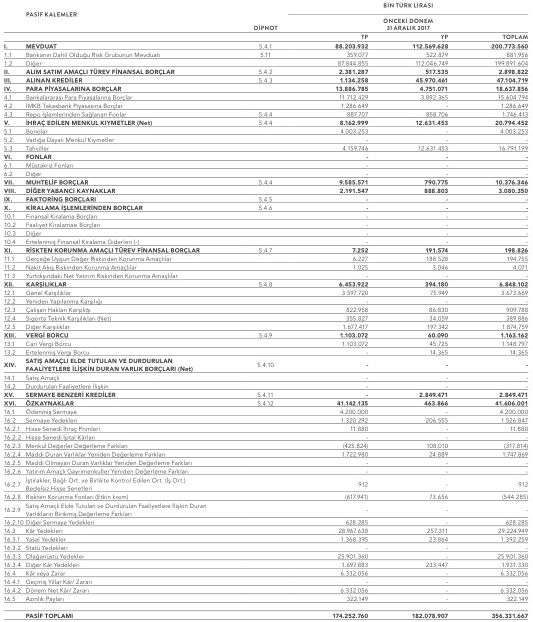 BİN TÜRK LİRASI
PASİF KALEMLER
ÖNCEKİ DÖNEM
31 ARALIK 2017
DİPNOT
TP YP TOPLAM
I. MEVDUAT 5.4.1 88.203.932 112.569.628 200.773.560
1.1 Bankanın Dahil Olduğu Risk Grubunun Mevduatı 5.11 359.077 522.879 881.956
1.2 Diğer 87.844.855 112.046.749 199.891.604
II. ALIM SATIM AMAÇLI TÜREV FİNANSAL BORÇLAR 5.4.2 2.381.287 517.535 2.898.822
III. ALINAN KREDİLER 5.4.3 1.134.258 45.970.461 47.104.719
IV. PARA PİYASALARINA BORÇLAR 13.886.785 4.751.071 18.637.856
4.1 Bankalararası Para Piyasalarına Borçlar 11.712.429 3.892.365 15.604.794
4.2 İMKB Takasbank Piyasasına Borçlar 1.286.649 - 1.286.649
4.3 Repo İşlemlerinden Sağlanan Fonlar 5.4.4 887.707 858.706 1.746.413
V. İHRAÇ EDİLEN MENKUL KIYMETLER (Net) 5.4.4 8.162.999 12.631.453 20.794.452
5.1 Bonolar 4.003.253 - 4.003.253
5.2 Varlığa Dayalı Menkul Kıymetler - - -
5.3 Tahviller 4.159.746 12.631.453 16.791.199
VI. FONLAR - - -
6.1 Müstakriz Fonları - - -
6.2 Diğer - - -
VII. MUHTELİF BORÇLAR 5.4.4 9.585.571 790.775 10.376.346
VIII. DİĞER YABANCI KAYNAKLAR 2.191.547 888.803 3.080.350
IX. FAKTORİNG BORÇLARI 5.4.5 - - -
X. KİRALAMA İŞLEMLERİNDEN BORÇLAR 5.4.6 - - -
10.1 Finansal Kiralama Borçları - - -
10.2 Faaliyet Kiralaması Borçları - - -
10.3 Diğer - - -
10.4 Ertelenmiş Finansal Kiralama Giderleri (-) - - -
XI. RİSKTEN KORUNMA AMAÇLI TÜREV FİNANSAL BORÇLAR 5.4.7 7.252 191.574 198.826
11.1 Gerçeğe Uygun Değer Riskinden Korunma Amaçlılar 6.227 188.528 194.755
11.2 Nakit Akış Riskinden Korunma Amaçlılar 1.025 3.046 4.071
11.3 Yurtdışındaki Net Yatırım Riskinden Korunma Amaçlılar - - -
XII. KARŞILIKLAR 5.4.8 6.453.922 394.180 6.848.102
12.1 Genel Karşılıklar 3.597.720 75.949 3.673.669
12.2 Yeniden Yapılanma Karşılığı - - -
12.3 Çalışan Hakları Karşılığı 822.958 86.830 909.788
12.4 Sigorta Teknik Karşılıkları (Net) 355.827 34.059 389.886
12.5 Diğer Karşılıklar 1.677.417 197.342 1.874.759
XIII. VERGİ BORCU 5.4.9 1.103.072 60.090 1.163.162
13.1 Cari Vergi Borcu 1.103.072 45.725 1.148.797
13.2 Ertelenmiş Vergi Borcu - 14.365 14.365
XIV. SATIŞ AMAÇLI ELDE TUTULAN VE DURDURULAN
FAALİYETLERE İLİŞKİN DURAN VARLIK BORÇLARI (Net) 5.4.10 - - -
14.1 Satış Amaçlı - - -
14.2 Durdurulan Faaliyetlere İlişkin - - -
XV. SERMAYE BENZERİ KREDİLER 5.4.11 - 2.849.471 2.849.471
XVI. ÖZKAYNAKLAR 5.4.12 41.142.135 463.866 41.606.001
16.1 Ödenmiş Sermaye 4.200.000 - 4.200.000
16.2 Sermaye Yedekleri 1.320.292 206.555 1.526.847
16.2.1 Hisse Senedi İhraç Primleri 11.880 - 11.880
16.2.2 Hisse Senedi İptal Kârları - - -
16.2.3 Menkul Değerler Değerleme Farkları (425.824) 108.010 (317.814)
16.2.4 Maddi Duran Varlıklar Yeniden Değerleme Farkları 1.722.980 24.889 1.747.869
16.2.5 Maddi Olmayan Duran Varlıklar Yeniden Değerleme Farkları - - -
16.2.6 Yatırım Amaçlı Gayrimenkuller Yeniden Değerleme Farkları - - -
16.2.7 İştirakler, Bağlı Ort. ve Birlikte Kontrol Edilen Ort. (İş Ort.)
Bedelsiz Hisse Senetleri 912 - 912
16.2.8 Riskten Korunma Fonları (Etkin kısım) (617.941) 73.656 (544.285)
16.2.9 Satış Amaçlı Elde Tutulan ve Durdurulan Faaliyetlere İlişkin Duran
Varlıkların Birikmiş Değerleme Farkları - - -
16.2.10 Diğer Sermaye Yedekleri 628.285 - 628.285
16.3 Kâr Yedekleri 28.967.638 257.311 29.224.949
16.3.1 Yasal Yedekler 1.368.395 23.864 1.392.259
16.3.2 Statü Yedekleri - - -
16.3.3 Olağanüstü Yedekler 25.901.360 - 25.901.360
16.3.4 Diğer Kâr Yedekleri 1.697.883 233.447 1.931.330
16.4 Kâr veya Zarar 6.332.056 - 6.332.056
16.4.1 Geçmiş Yıllar Kâr/ Zararı - - -
16.4.2 Dönem Net Kâr/ Zararı 6.332.056 - 6.332.056
16.5 Azınlık Payları 322.149 - 322.149
PASİF TOPLAMI 174.252.760 182.078.907 356.331.667